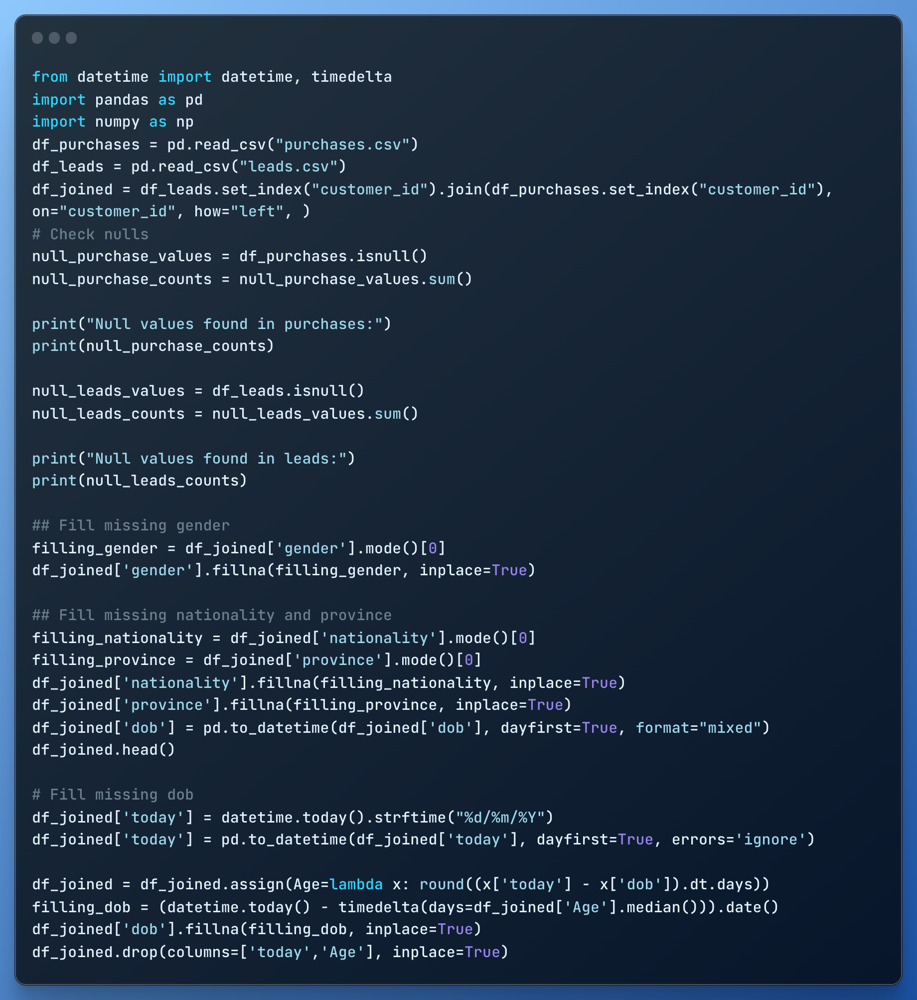 from datetime import datetime, timedelta
import pandas as pd
import numpy as np
df_purchases = pd.read_csv("purchases.csv")
df_leads = pd.read_csv("leads.csv")
df_joined = df_leads.set_index("customer_id").join(df_purchases.set_index("customer_id"),
on="customer_id", how="left", )
# Check nulls
null_purchase_values = df_purchases.isnull()
null_purchase_counts = null_purchase_values.sum()

print("Null values found in purchases:")
print(null_purchase_counts)

null_leads_values = df_leads.isnull()
null_leads_counts = null_leads_values.sum()

print("Null values found in leads:")
print(null_leads_counts)

## Fill missing gender
filling_gender = df_joined['gender'].mode()[0]
df_joined['gender'].fillna(filling_gender, inplace=True)

## Fill missing nationality and province
filling_nationality = df_joined['nationality'].mode()[0]
filling_province = df_joined['province'].mode()[0]
df_joined['nationality'].fillna(filling_nationality, inplace=True)
df_joined['province'].fillna(filling_province, inplace=True)
df_joined['dob'] = pd.to_datetime(df_joined['dob'], dayfirst=True, format="mixed")
df_joined.head()

# Fill missing dob
df_joined['today'] = datetime.today().strftime("%d/%m/%Y")
df_joined['today'] = pd.to_datetime(df_joined['today'], dayfirst=True, errors='ignore')

df_joined = df_joined.assign(Age=lambda x: round((x['today'] - x['dob']).dt.days))
filling_dob = (datetime.today() - timedelta(days=df_joined['Age'].median())).date()
df_joined['dob'].fillna(filling_dob, inplace=True)
df_joined.drop(columns=['today','Age'], inplace=True)